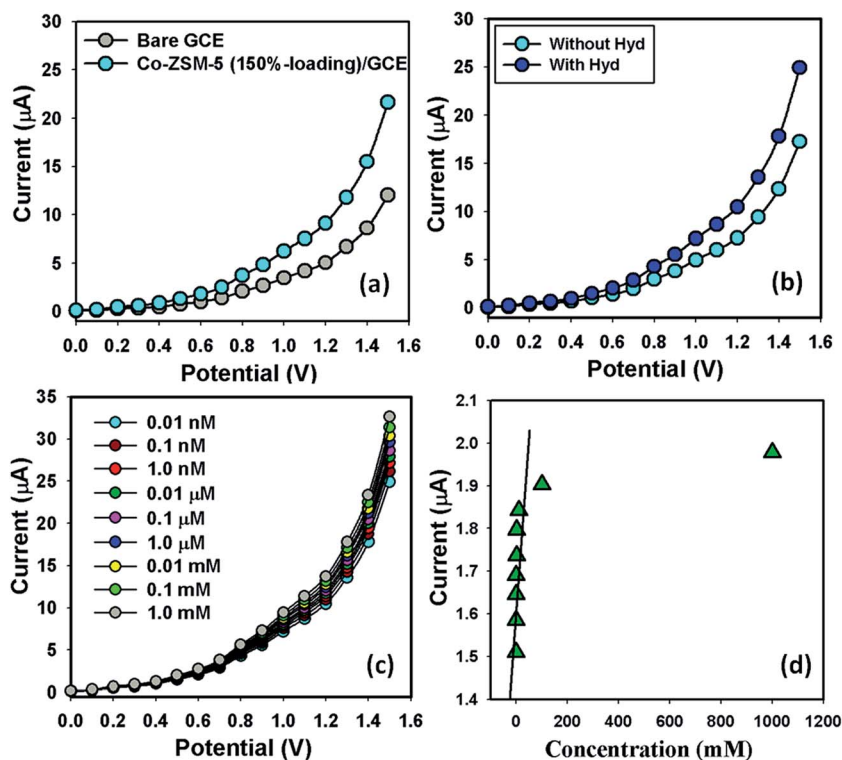 30
25
20
15
10
5
0
Current (μA)
Bare GCE
Co-ZSM-5 (150%-loading)/GCE
(a)
0.0 0.2 0.4 0.6 0.8 1.0 1.2 1.4 1.6
Potential (V)
30
25
20
15
10
5
0
Current (μA)
Without Hyd
With Hyd
(b)
0.0 0.2 0.4 0.6 0.8 1.0 1.2 1.4 1.6
Potential (V)
35
30
25
20
15
10
5
0
Current (μA)
0.01 nM
0.1 nM
1.0 nM
0.01 μM
0.1 μM
1.0 μM
0.01 mM
0.1 mM
1.0 mM
(c)
0.0 0.2 0.4 0.6 0.8 1.0 1.2 1.4 1.6
Potential (V)
2.1
2.0
1.9
1.8
1.7
1.6
1.5
1.4
Current (μA)
(d)
0 200 400 600 800 1000 1200
Concentration (mM)